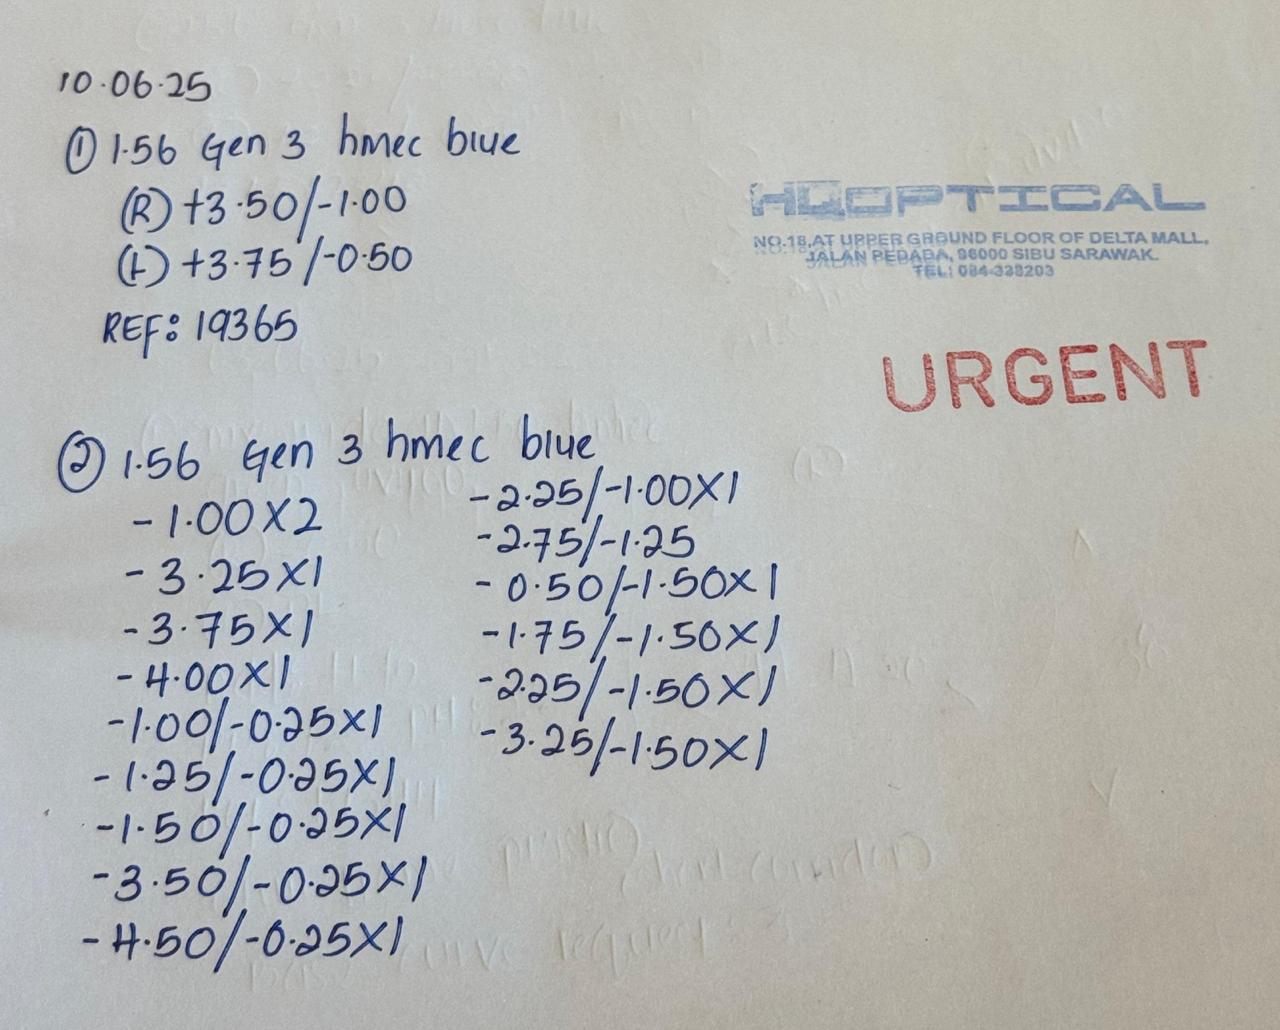 10.06.25
① 1.56 Gen 3 hmec blue
(R) +3.50/-1.00
(L) +3.75/-0.50
REF: 19365
HQOPTICAL
NO.18,AT UPPER GROUND FLOOR OF DELTA MALL,
JALAN PEDADA, 96000 SIBU SARAWAK.
TEL: 084-338203
URGENT
② 1.56 Gen 3 hmec blue
-1.00X2
-3.25X1
-3.75X1
-4.00X1
-1.00/-0.25X1
-1.25/-0.25X1
-1.50/-0.25X1
-3.50/-0.25X1
-4.50/-0.25X1
-2.25/-1.00X1
-2.75/-1.25
-0.50/-1.50X1
-1.75/-1.50X1
-2.25/-1.50X1
-3.25/-1.50X1